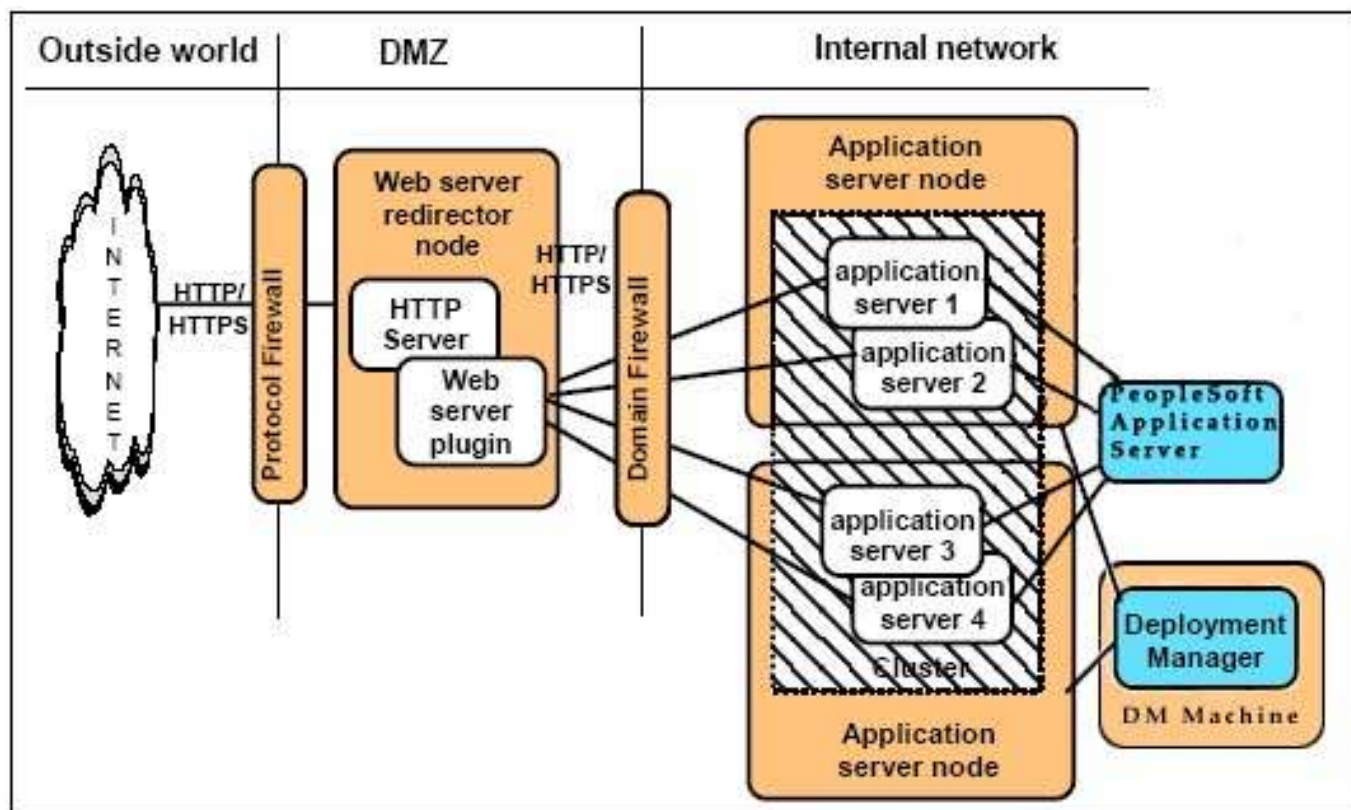 Outside world
DMZ
Internal network
INTERNET
HTTP/
HTTPS
Protocol Firewall
Web server
redirector
node
HTTP
Server
Web
server
plugin
HTTP/
HTTPS
Domain Firewall
Application
server node
application
server 1
application
server 2
application
server 3
application
server 4
Cluster
Application
server node
PeopleSoft
Application
Server
Deployment
Manager
DM Machine